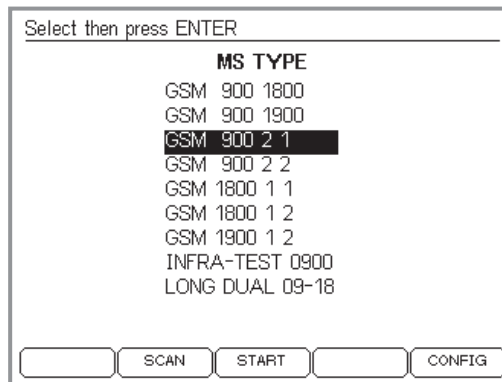 Select then press ENTER
MS TYPE
GSM 900 1800
GSM 900 1900
GSM 900 2 1
GSM 900 2 2
GSM 1800 1 1
GSM 1800 1 2
GSM 1900 1 2
INFRA-TEST 0900
LONG DUAL 09-18
SCAN START CONFIG